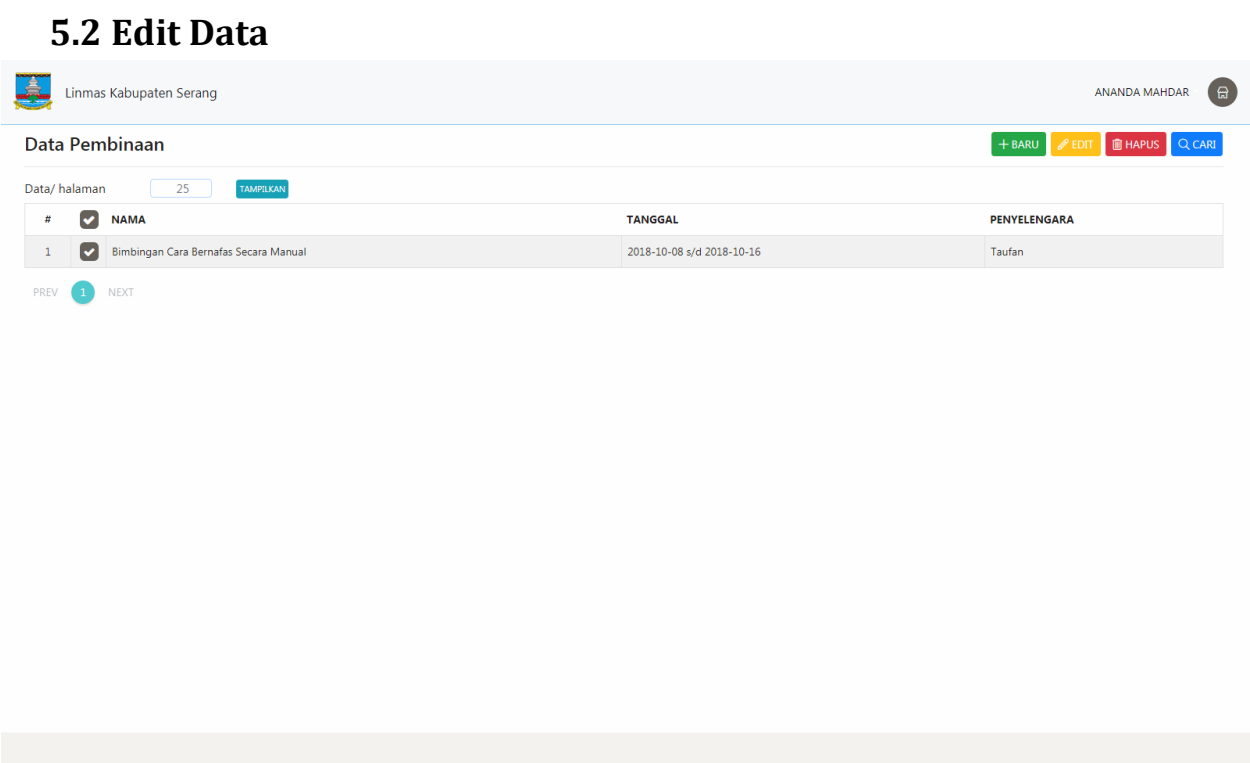 5.2 Edit Data
Linmas Kabupaten Serang ANANDA MAHDAR
Data Pembinaan BARU EDIT HAPUS CARI
Data/ halaman 25 TAMPILKAN
# NAMA TANGGAL PENYELENGARA
1 Bimbingan Cara Bernafas Secara Manual 2018-10-08 s/d 2018-10-16 Taufan
PREV 1 NEXT